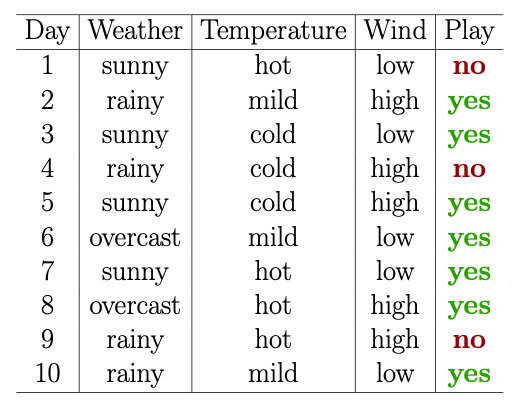 Day Weather Temperature Wind Play
1 sunny hot low no
2 rainy mild high yes
3 sunny cold low yes
4 rainy cold high no
5 sunny cold high yes
6 overcast mild low yes
7 sunny hot low yes
8 overcast hot high yes
9 rainy hot high no
10 rainy mild low yes